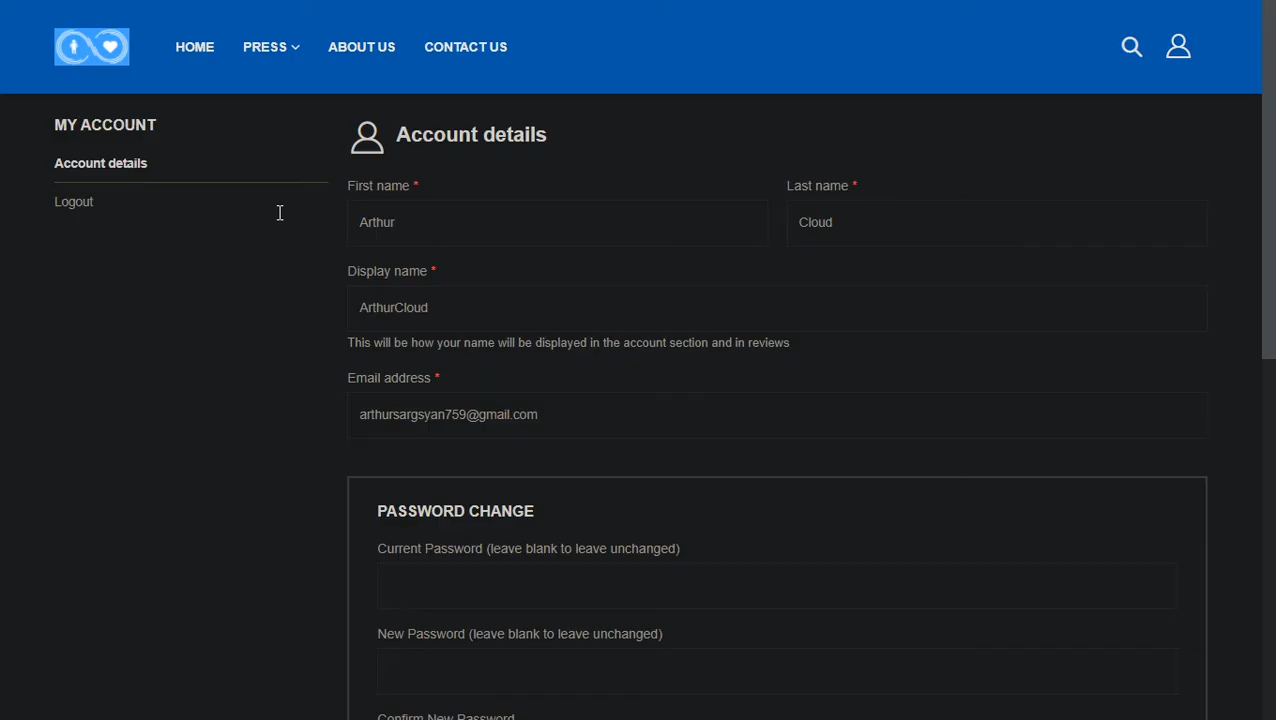 HOME PRESS ABOUT US CONTACT US
MY ACCOUNT
Account details
Logout
Account details
First name *
Last name *
Arthur
Cloud
Display name *
ArthurCloud
This will be how your name will be displayed in the account section and in reviews
Email address *
arthursargsyan759@gmail.com
PASSWORD CHANGE
Current Password (leave blank to leave unchanged)
New Password (leave blank to leave unchanged)
Confirm New Password